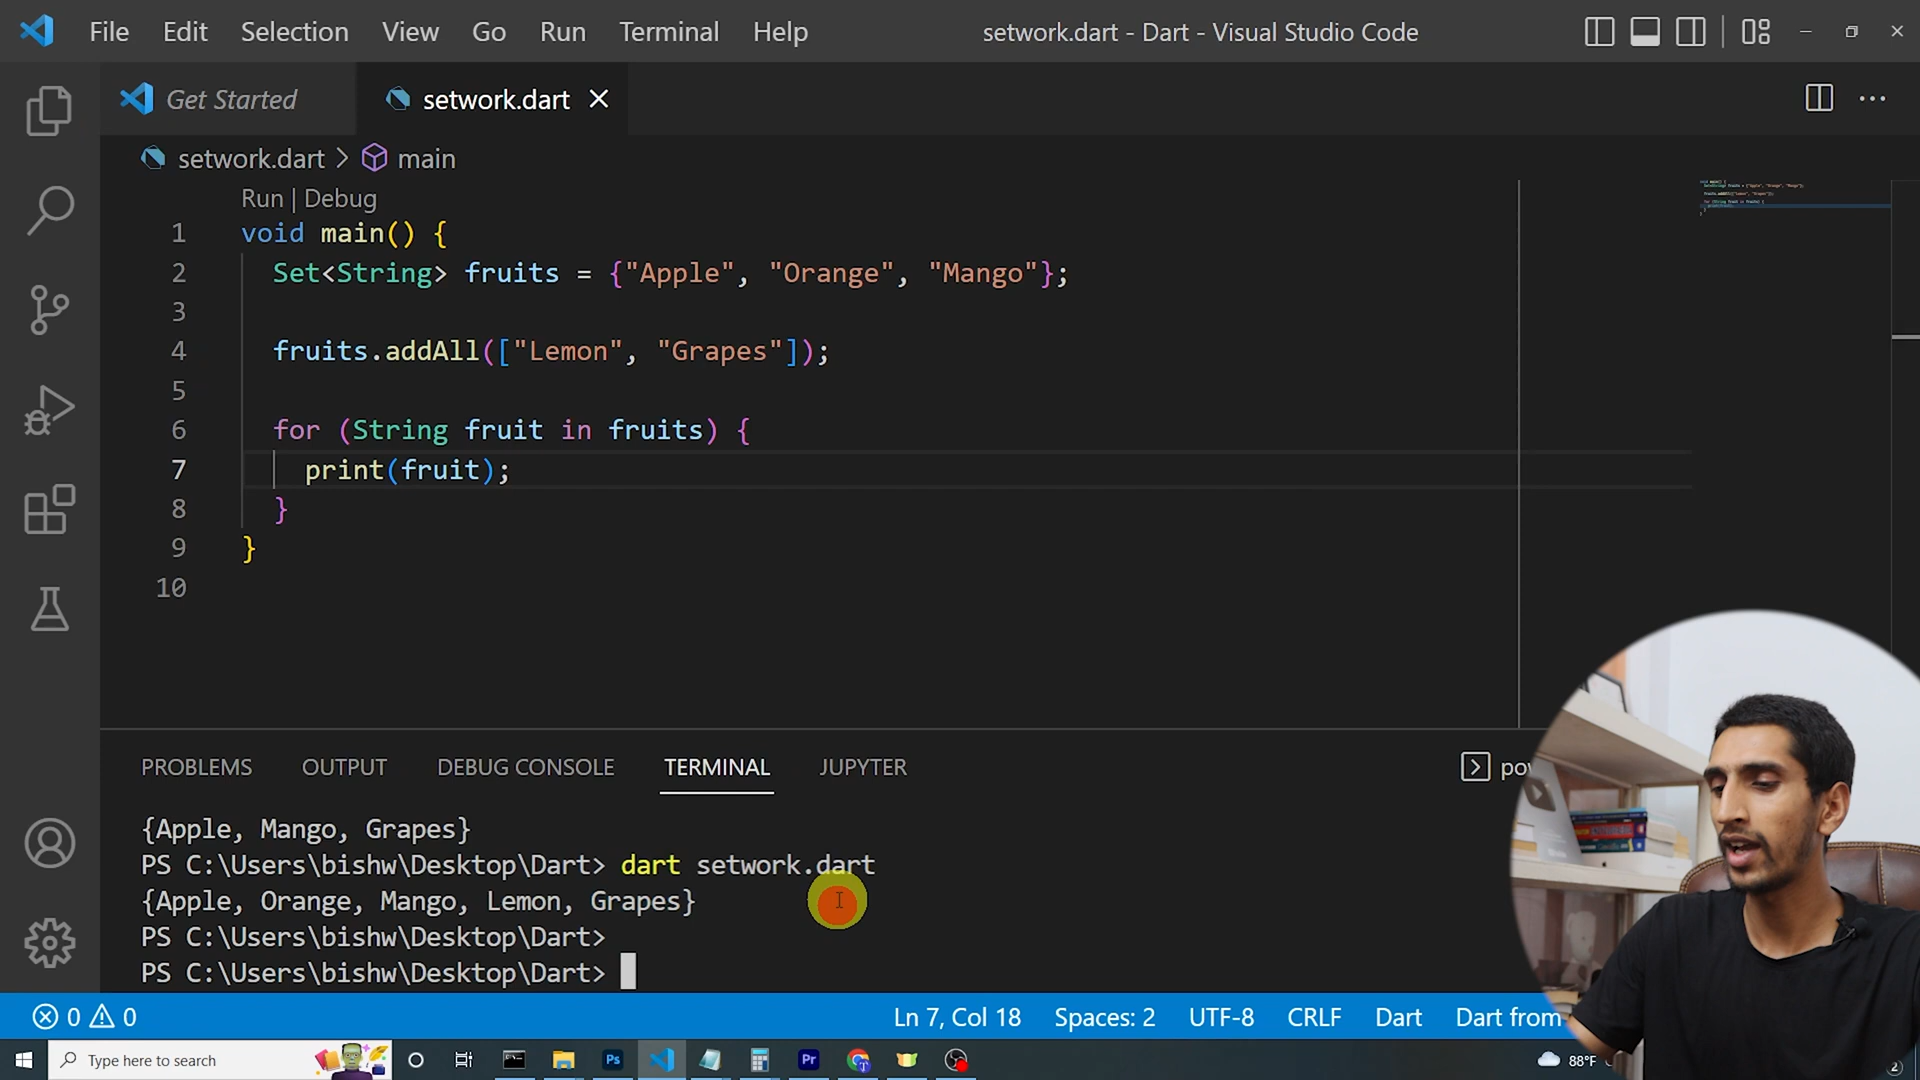 File Edit Selection View Go Run Terminal Help setwork.dart - Dart - Visual Studio Code
Get Started setwork.dart
setwork.dart > main
Run | Debug
1 void main() {
2 Set<String> fruits = {"Apple", "Orange", "Mango"};
3
4 fruits.addAll(["Lemon", "Grapes"]);
5
6 for (String fruit in fruits) {
7 print(fruit);
8 }
9 }
10
PROBLEMS OUTPUT DEBUG CONSOLE TERMINAL JUPYTER
{Apple, Mango, Grapes}
PS C:\Users\bishw\Desktop\Dart> dart setwork.dart
{Apple, Orange, Mango, Lemon, Grapes}
PS C:\Users\bishw\Desktop\Dart>
PS C:\Users\bishw\Desktop\Dart>
0 0 Ln 7, Col 18 Spaces: 2 UTF-8 CRLF Dart Dart from
Type here to search Ps Pr 88°F 2